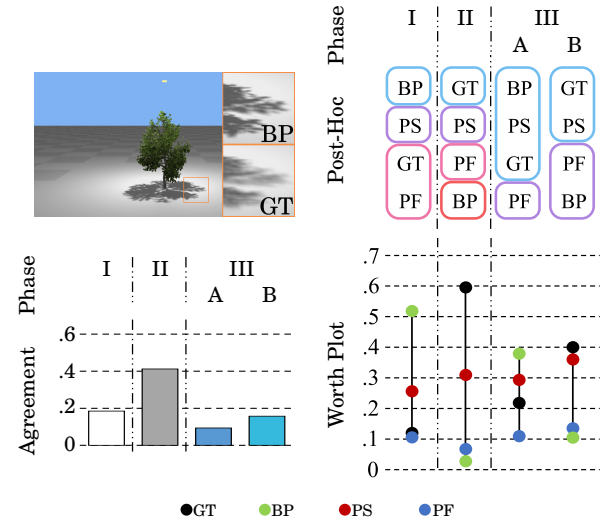 Phase I II III
A B
Post-Hoc
BP GT BP GT
PS PS PS PS
GT PF GT PF
PF BP PF BP
BP
GT
Phase I II III
A B
Agreement
.6
.4
.2
0
Worth Plot
.7
.6
.5
.4
.3
.2
.1
0
GT BP PS PF